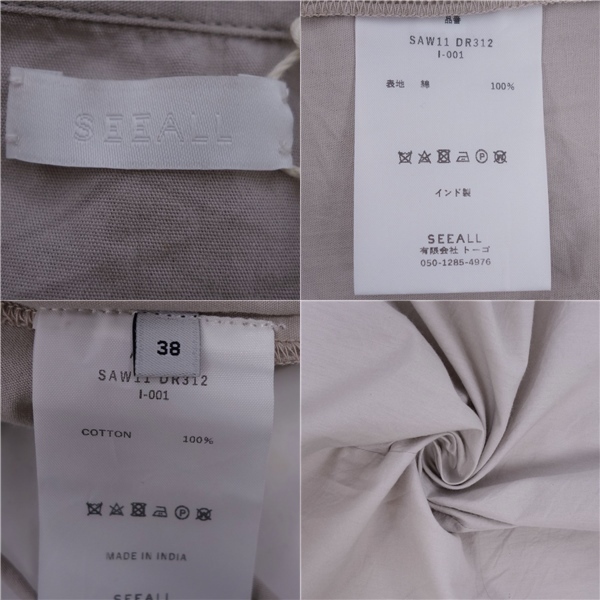 SEEALL
品番
SAW11 DR312
I-001
表地 綿 100%
インド製
SEEALL
有限会社 トーゴ
050-1285-4976
38
SAW11 DR312
I-001
COTTON 100%
MADE IN INDIA
SEEALL